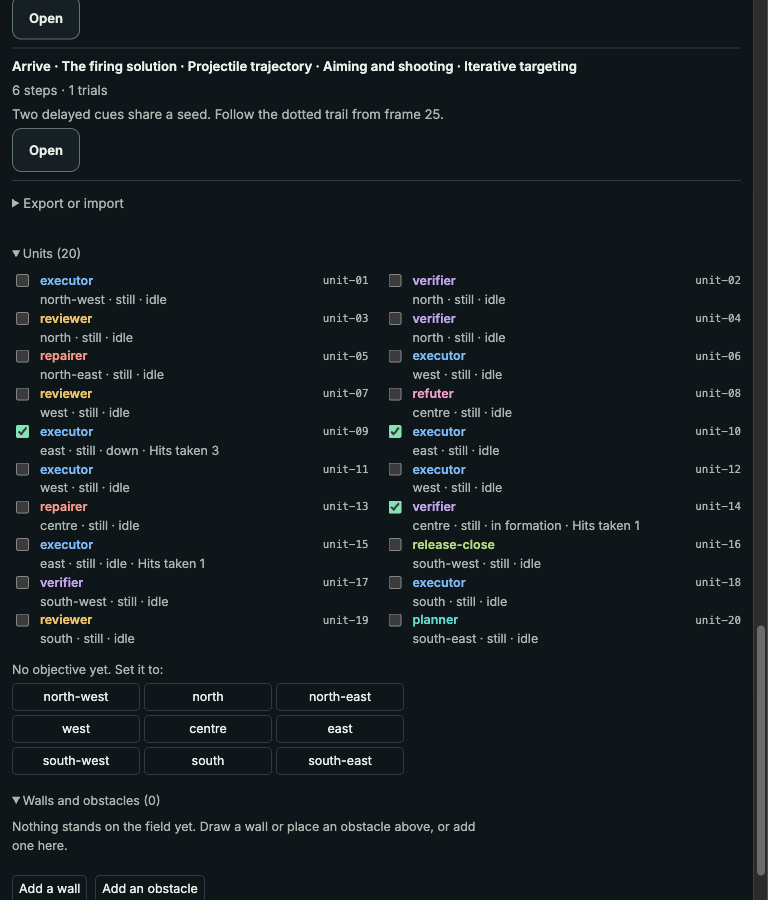 Open
Arrive · The firing solution · Projectile trajectory · Aiming and shooting · Iterative targeting
6 steps · 1 trials
Two delayed cues share a seed. Follow the dotted trail from frame 25.
Open
Export or import
Units (20)
executor unit-01
north-west · still · idle
verifier unit-02
north · still · idle
reviewer unit-03
north · still · idle
verifier unit-04
north · still · idle
repairer unit-05
north-east · still · idle
executor unit-06
west · still · idle
reviewer unit-07
west · still · idle
refuter unit-08
centre · still · idle
executor unit-09
east · still · down · Hits taken 3
executor unit-10
east · still · idle
executor unit-11
west · still · idle
executor unit-12
west · still · idle
repairer unit-13
centre · still · idle
verifier unit-14
centre · still · in formation · Hits taken 1
executor unit-15
east · still · idle · Hits taken 1
release-close unit-16
south-west · still · idle
verifier unit-17
south-west · still · idle
executor unit-18
south · still · idle
reviewer unit-19
south · still · idle
planner unit-20
south-east · still · idle
No objective yet. Set it to:
north-west north north-east
west centre east
south-west south south-east
Walls and obstacles (0)
Nothing stands on the field yet. Draw a wall or place an obstacle above, or add
one here.
Add a wall Add an obstacle